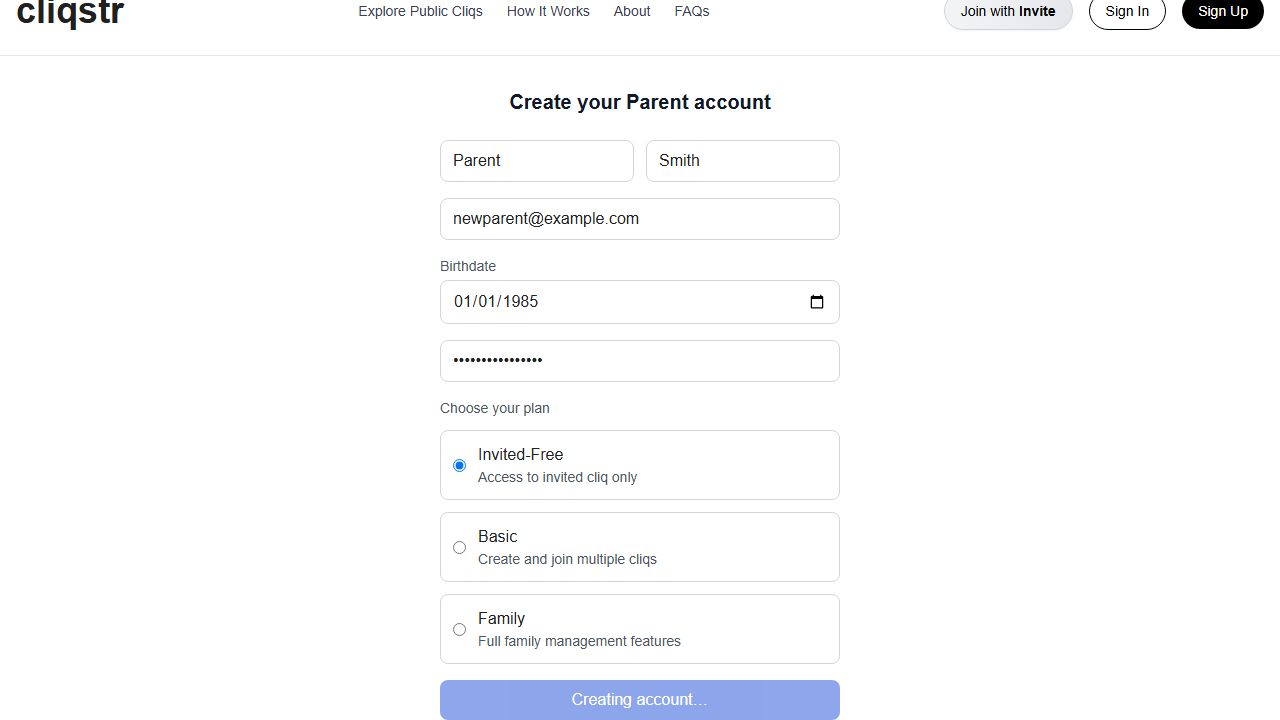 cliqstr
Explore Public Cliqs How It Works About FAQs Join with Invite Sign In Sign Up
Create your Parent account
Parent Smith
newparent@example.com
Birthdate
01/01/1985
••••••••••••••••
Choose your plan
Invited-Free
Access to invited cliq only
Basic
Create and join multiple cliqs
Family
Full family management features
Creating account...